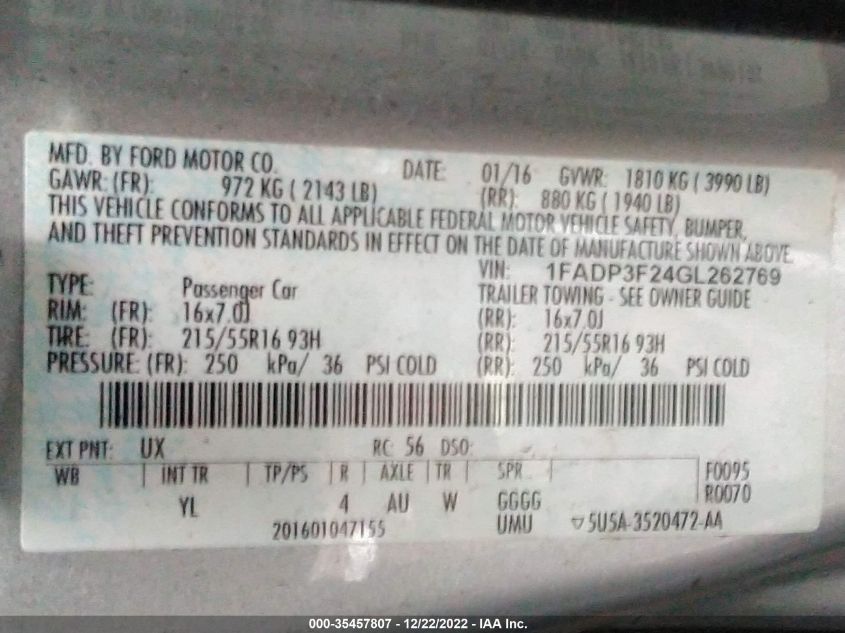 MFD. BY FORD MOTOR CO. DATE: 01/16 GVWR: 1810 KG ( 3990 LB)
GAWR: (FR): 972 KG ( 2143 LB) (RR): 880 KG ( 1940 LB)
THIS VEHICLE CONFORMS TO ALL APPLICABLE FEDERAL MOTOR VEHICLE SAFETY, BUMPER,
AND THEFT PREVENTION STANDARDS IN EFFECT ON THE DATE OF MANUFACTURE SHOWN ABOVE.
VIN: 1FADP3F24GL262769
TYPE: Passenger Car TRAILER TOWING - SEE OWNER GUIDE
RIM: (FR): 16x7.0J (RR): 16x7.0J
TIRE: (FR): 215/55R16 93H (RR): 215/55R16 93H
PRESSURE: (FR): 250 kPa/ 36 PSI COLD (RR): 250 kPa/ 36 PSI COLD
EXT PNT: UX RC: 56 DSO:
WB INT TR TP/PS R AXLE TR SPR F0095
YL 4 AU W GGGG R0070
201601047155 UMU ▽5U5A-3520472-AA
000-35457807 - 12/22/2022 - IAA Inc.